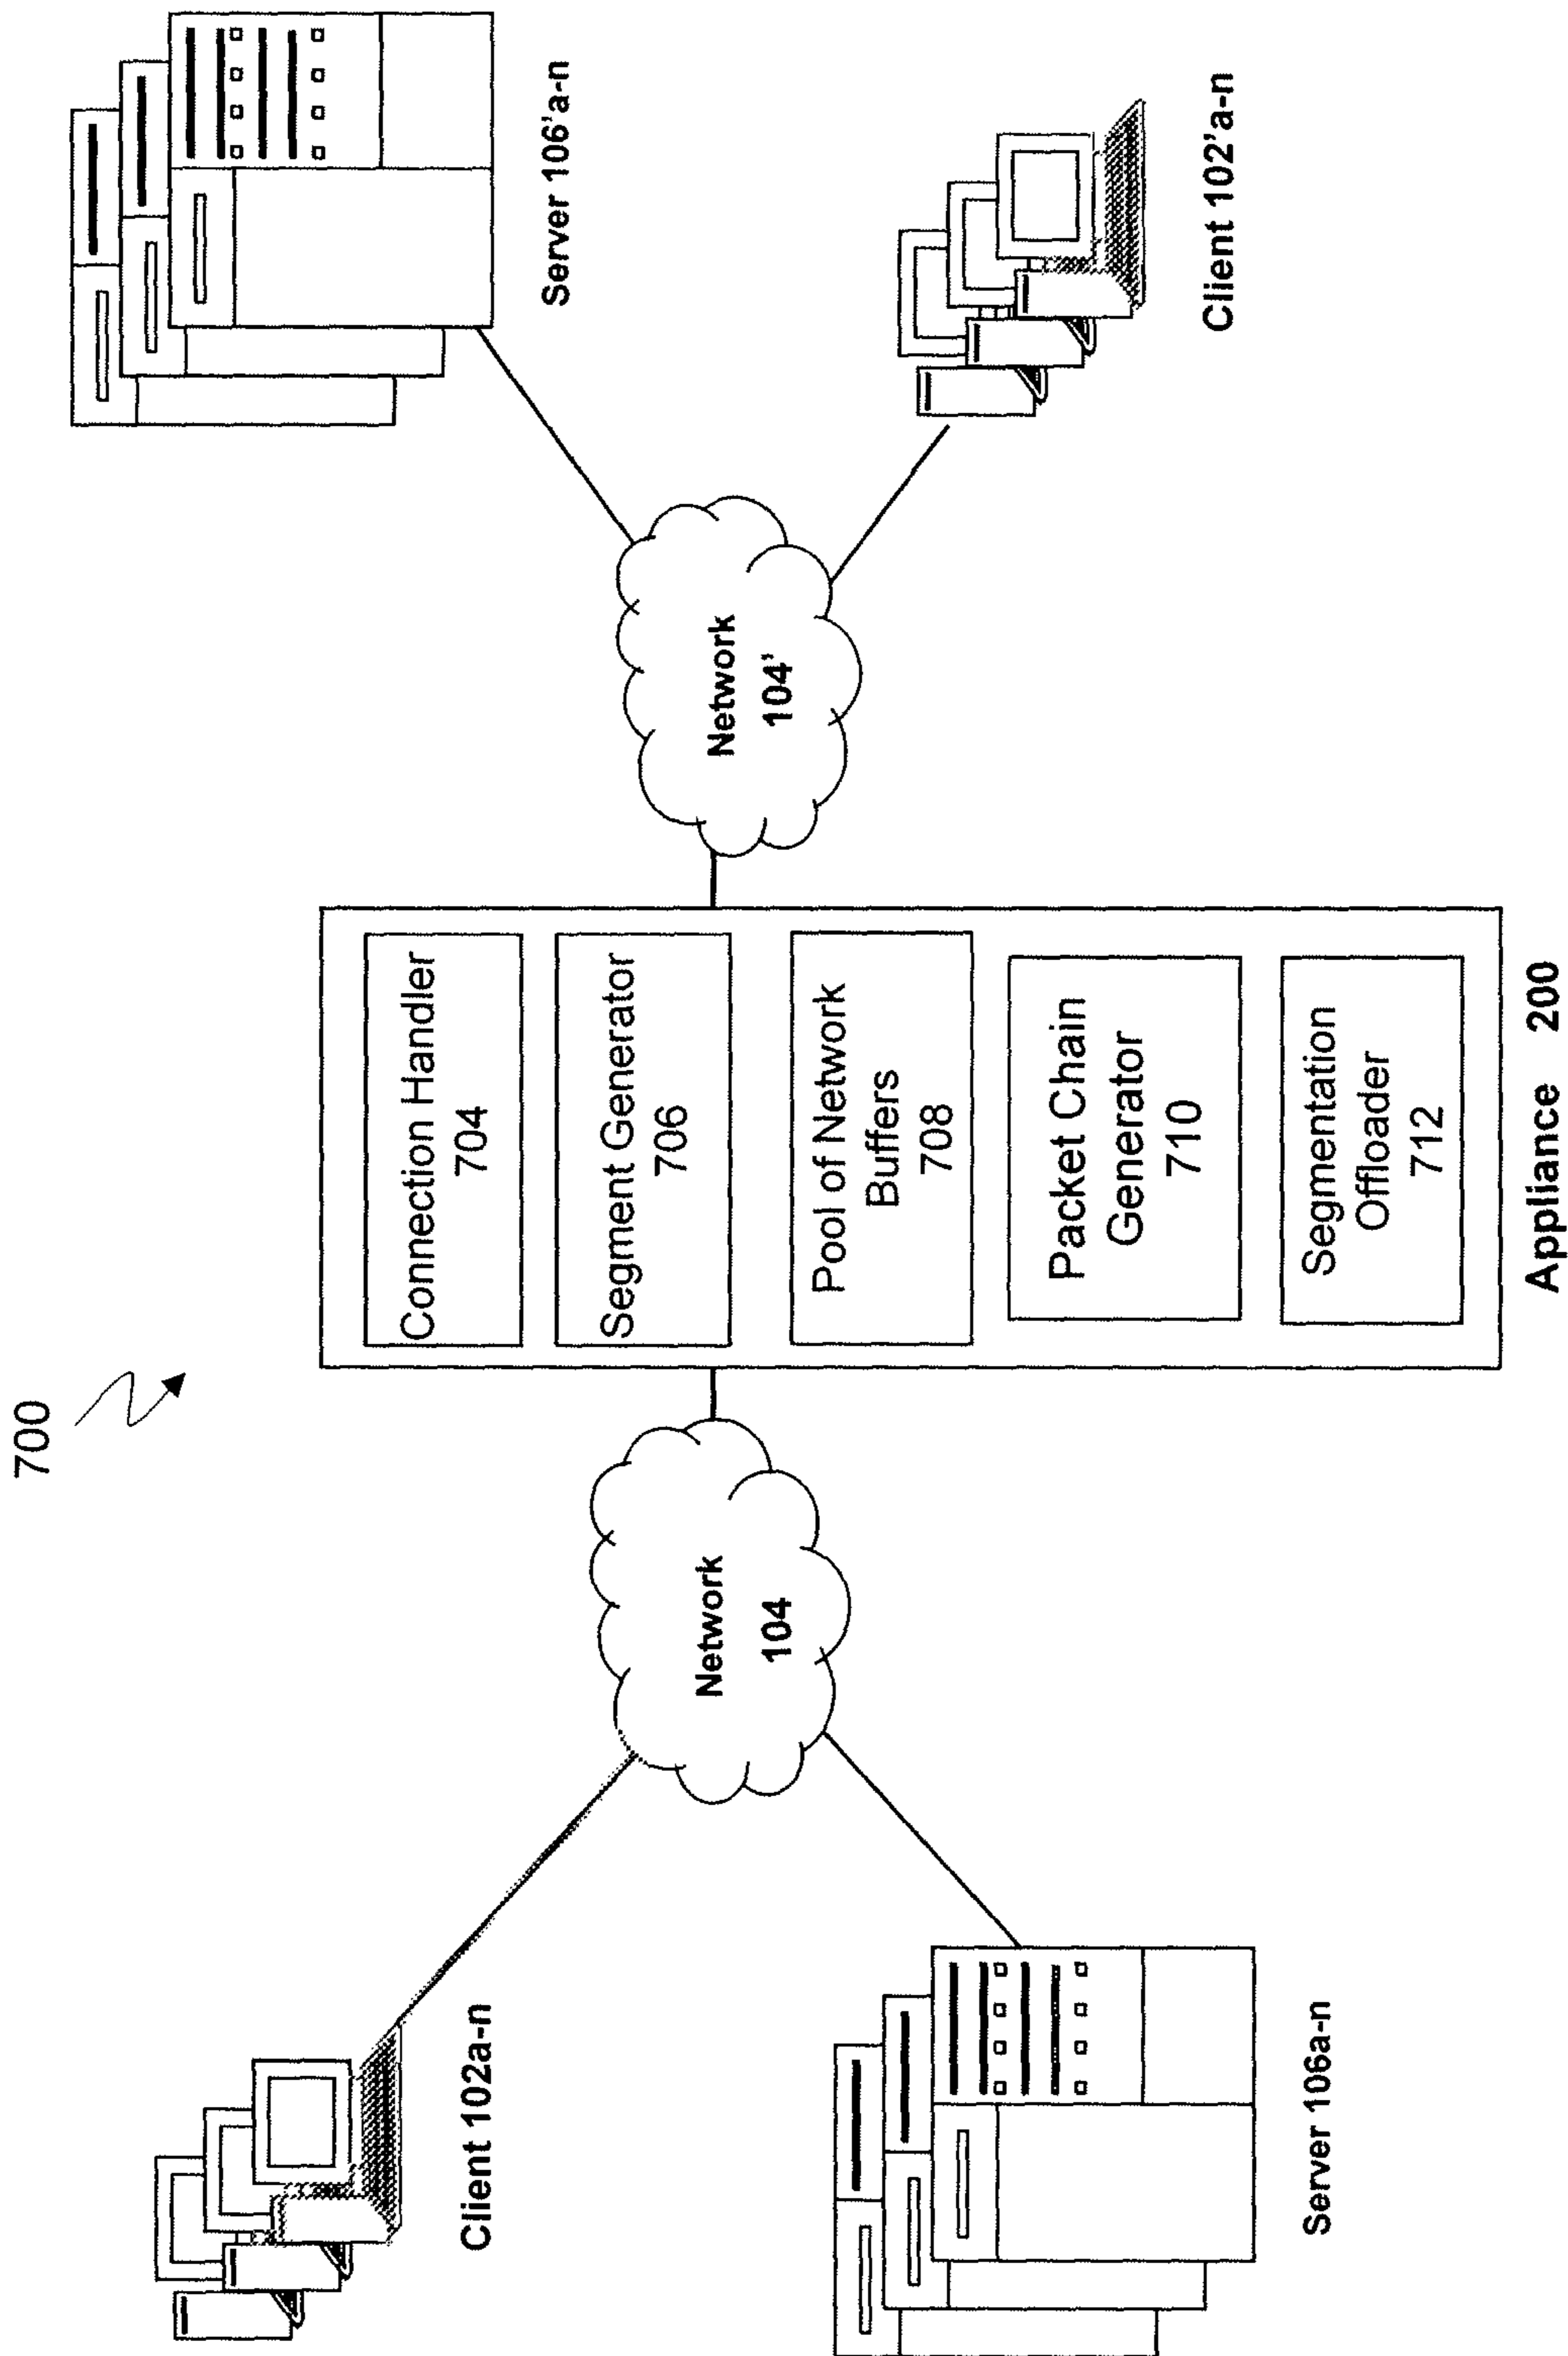 700
Client 102a-n
Server 106a-n
Network
104
Connection Handler
704
Segment Generator
706
Pool of Network
Buffers
708
Packet Chain
Generator
710
Segmentation
Offloader
712
Appliance 200
Network
104'
Server 106'a-n
Client 102'a-n